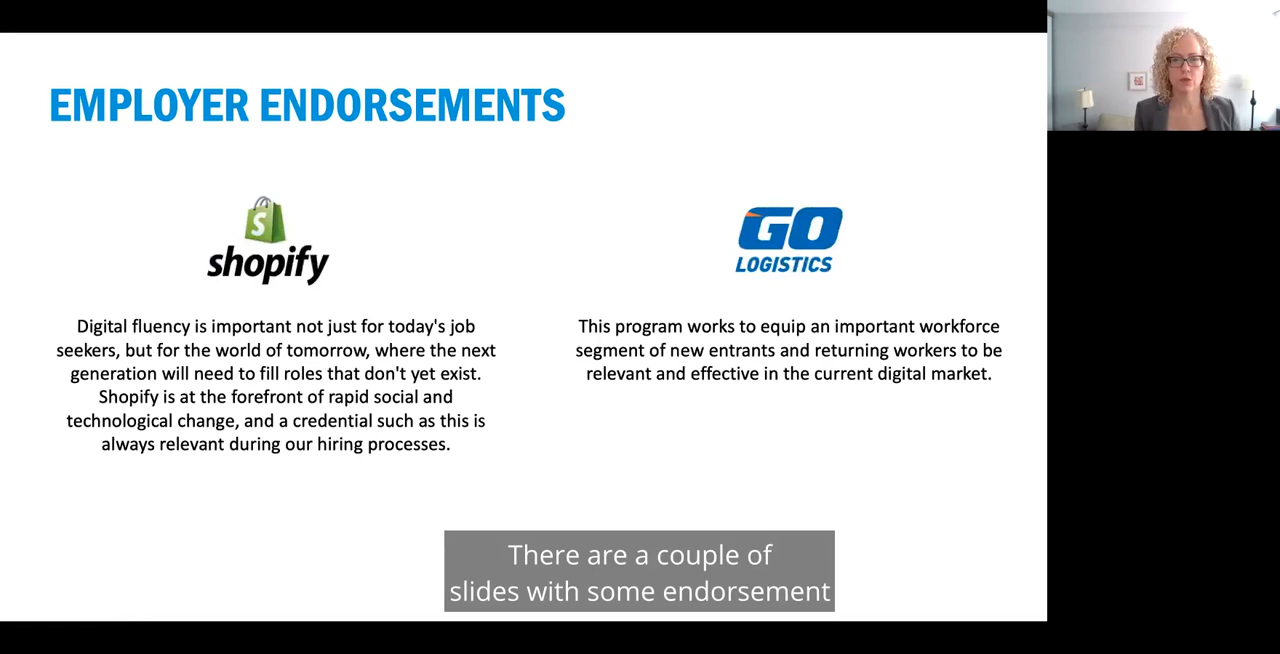 EMPLOYER ENDORSEMENTS
S
shopify
Digital fluency is important not just for today's job
seekers, but for the world of tomorrow, where the next
generation will need to fill roles that don't yet exist.
Shopify is at the forefront of rapid social and
technological change, and a credential such as this is
always relevant during our hiring processes.
GO
LOGISTICS
This program works to equip an important workforce
segment of new entrants and returning workers to be
relevant and effective in the current digital market.
There are a couple of
slides with some endorsement